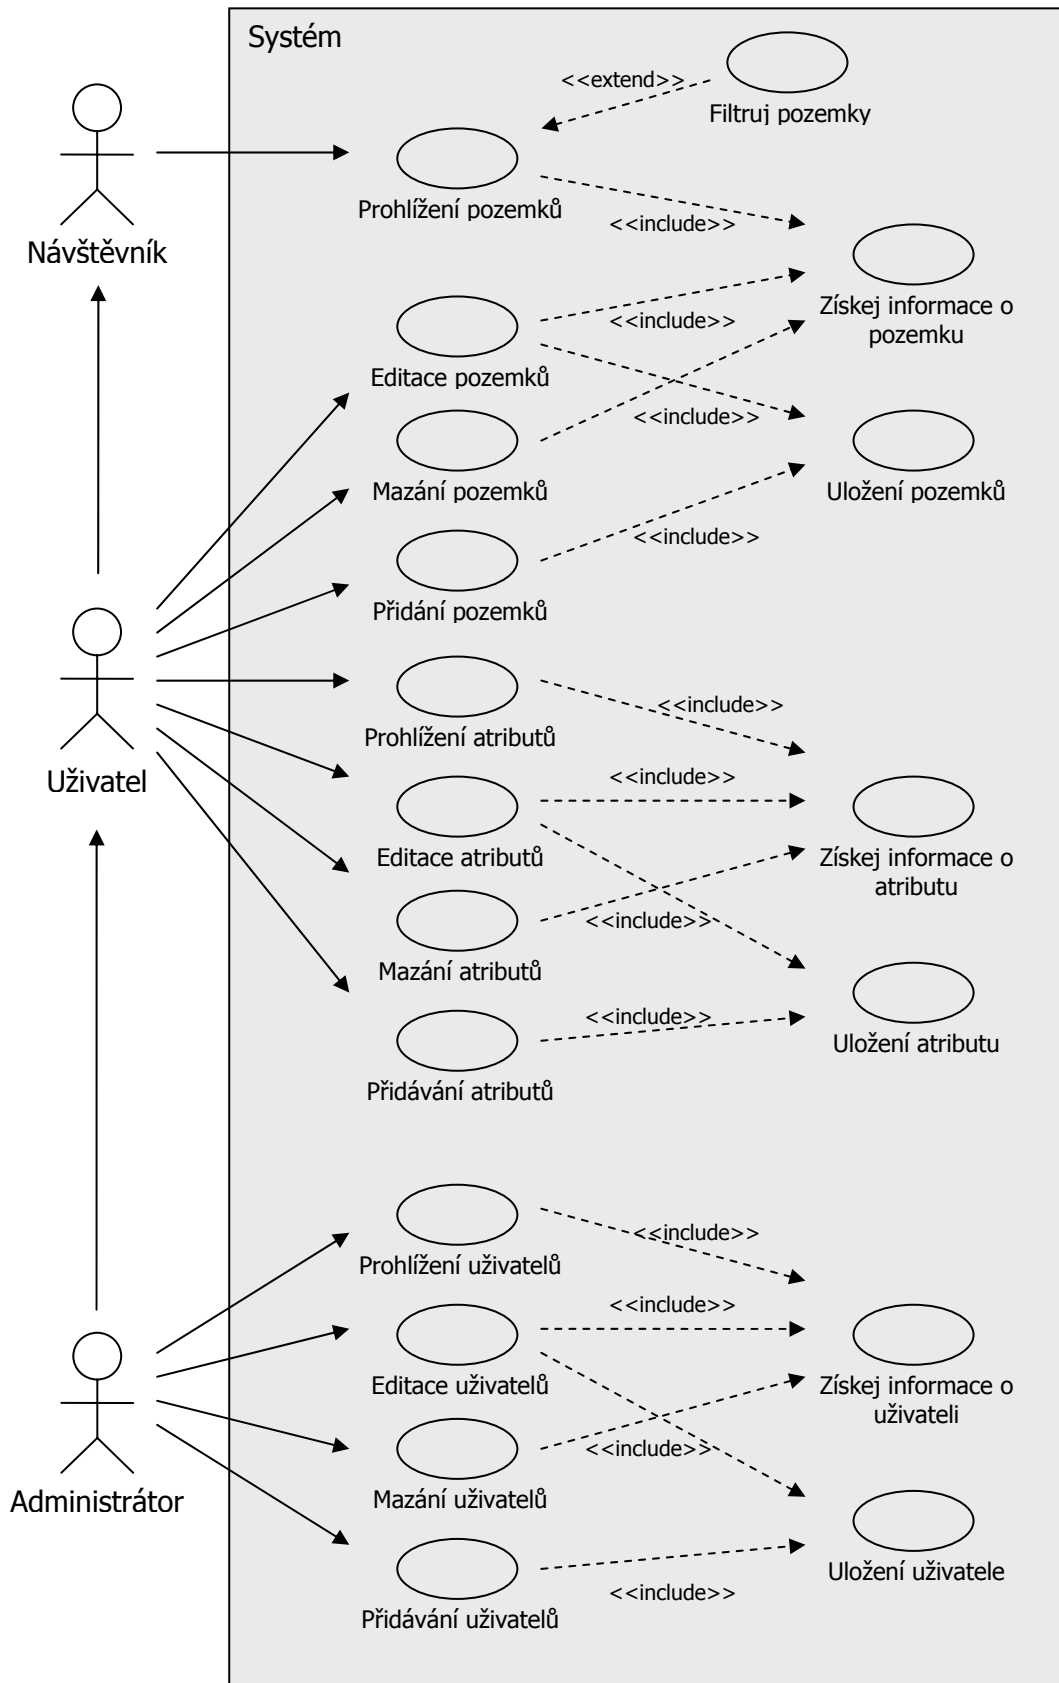 Systém
<<extend>>
Filtruj pozemky
Prohlížení pozemků
<<include>>
Návštěvník
Získej informace o
pozemku
<<include>>
Editace pozemků
<<include>>
Mazání pozemků
Uložení pozemků
<<include>>
Přidání pozemků
<<include>>
Prohlížení atributů
Uživatel
<<include>>
Editace atributů
Získej informace o
atributu
<<include>>
Mazání atributů
<<include>>
Uložení atributu
Přidávání atributů
<<include>>
Prohlížení uživatelů
<<include>>
Editace uživatelů
Získej informace o
uživateli
<<include>>
Mazání uživatelů
Administrátor
Uložení uživatele
<<include>>
Přidávání uživatelů